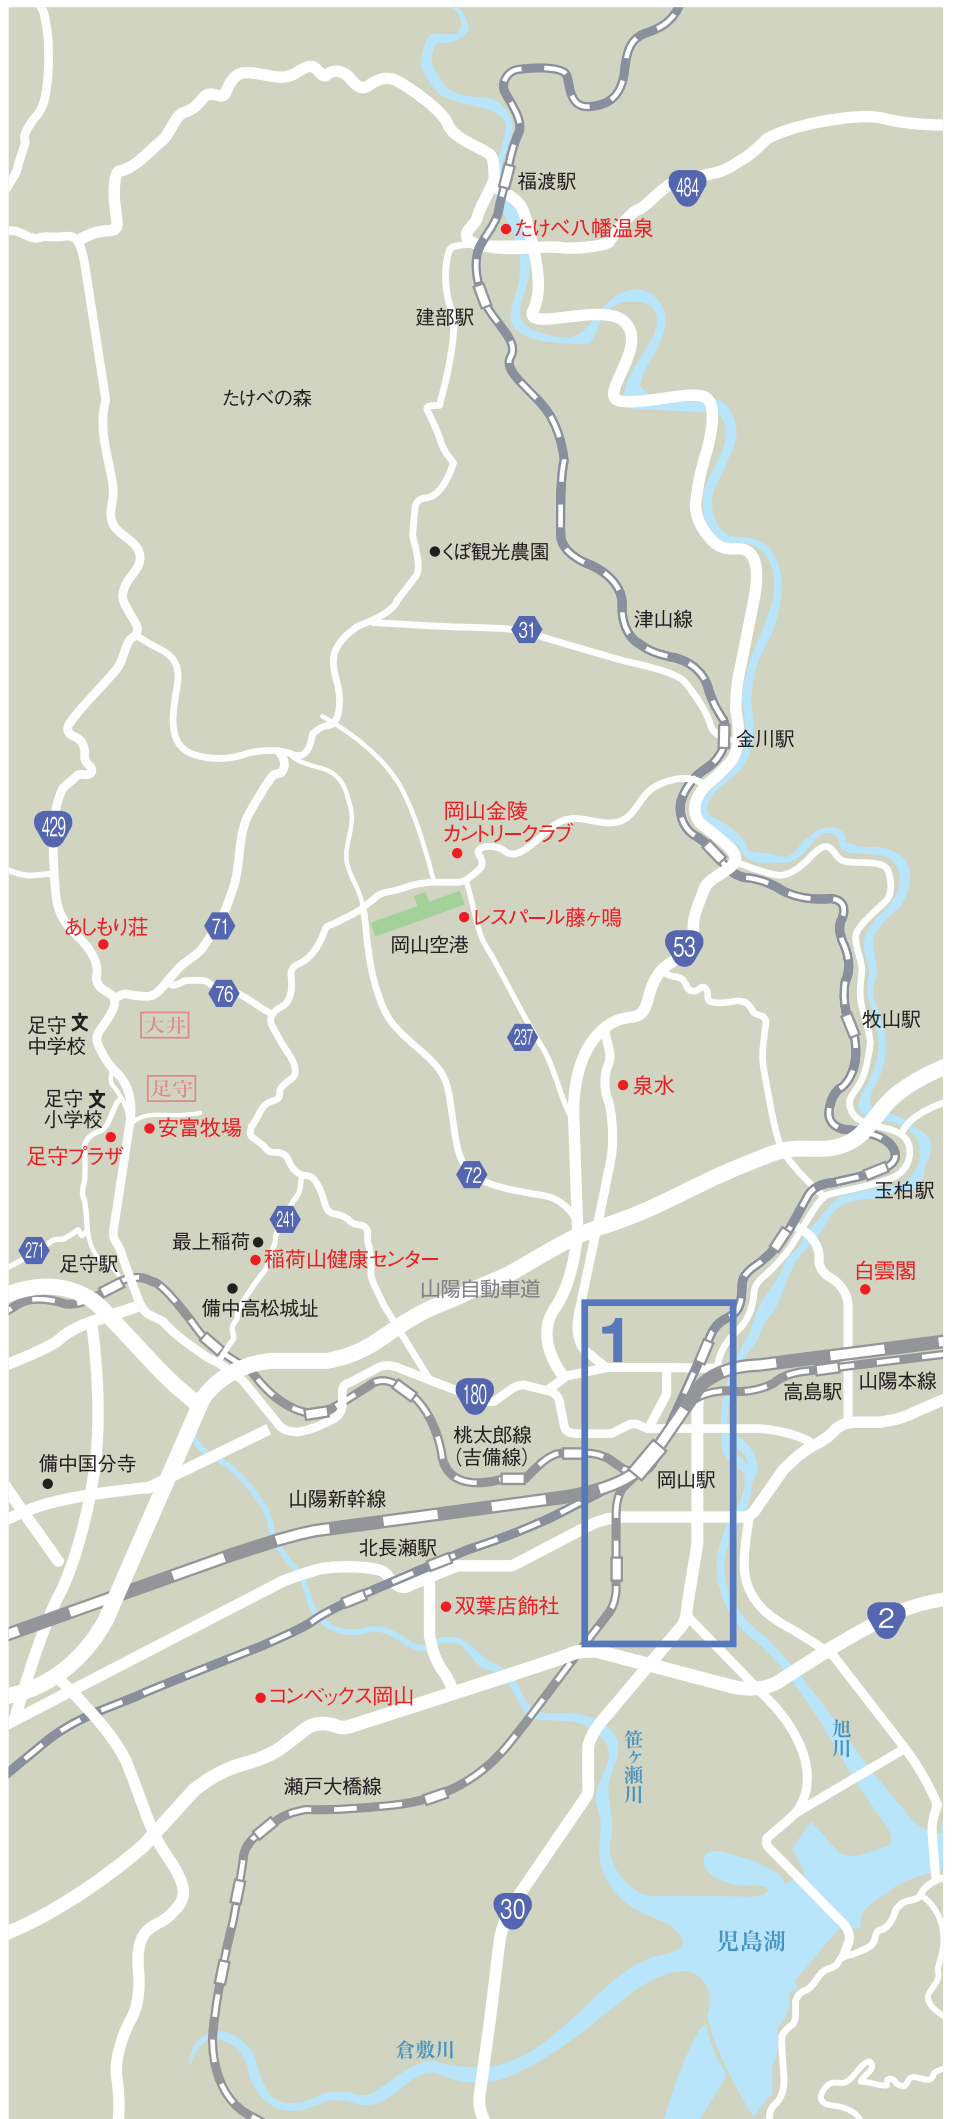 福渡駅
484
たけべ八幡温泉
建部駅
たけべの森
くぼ観光農園
31
津山線
金川駅
岡山金陵
カントリークラブ
429
あしもり荘
71
レスパール藤ヶ鳴
岡山空港
53
76
足守
中学校
大井
237
牧山駅
足守
小学校
足守
泉水
安富牧場
足守プラザ
72
玉柏駅
241
271
最上稲荷
足守駅
稲荷山健康センター
白雲閣
山陽自動車道
備中高松城址
1
高島駅
山陽本線
180
桃太郎線
(吉備線)
備中国分寺
岡山駅
山陽新幹線
北長瀬駅
双葉店飾社
2
コンベックス岡山
笹ヶ瀬川
旭川
瀬戸大橋線
30
児島湖
倉敷川